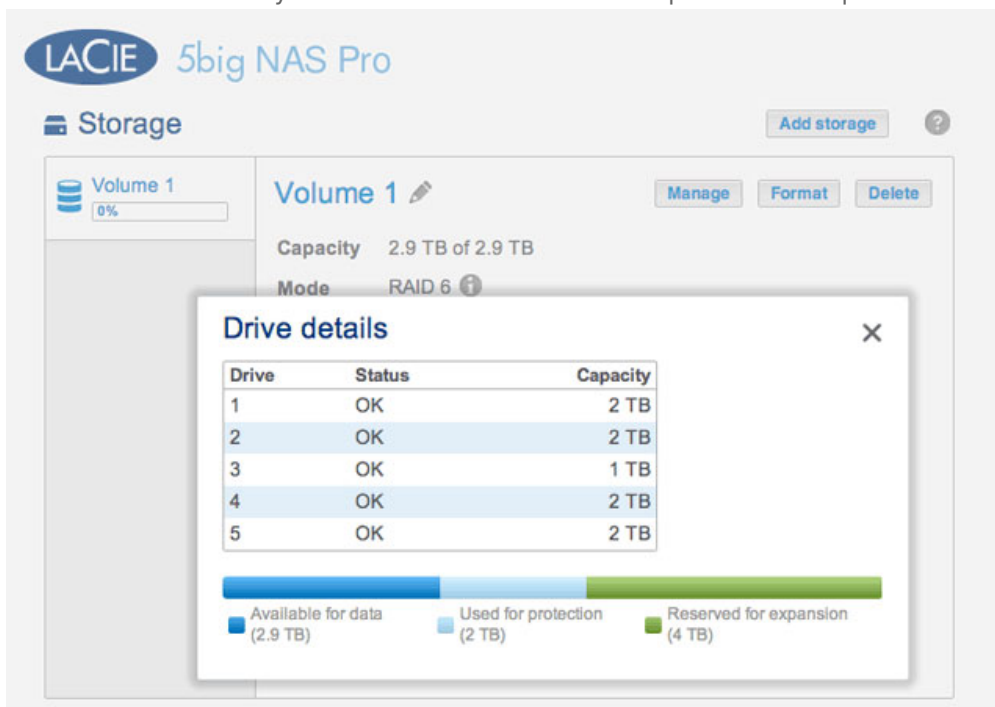 LACIE 5big NAS Pro
Storage
Add storage
?
Volume 1
0%
Volume 1
Manage
Format
Delete
Capacity 2.9 TB of 2.9 TB
Mode RAID 6 i
Drive details
Drive Status Capacity
1 OK 2 TB
2 OK 2 TB
3 OK 1 TB
4 OK 2 TB
5 OK 2 TB
Available for data
(2.9 TB)
Used for protection
(2 TB)
Reserved for expansion
(4 TB)